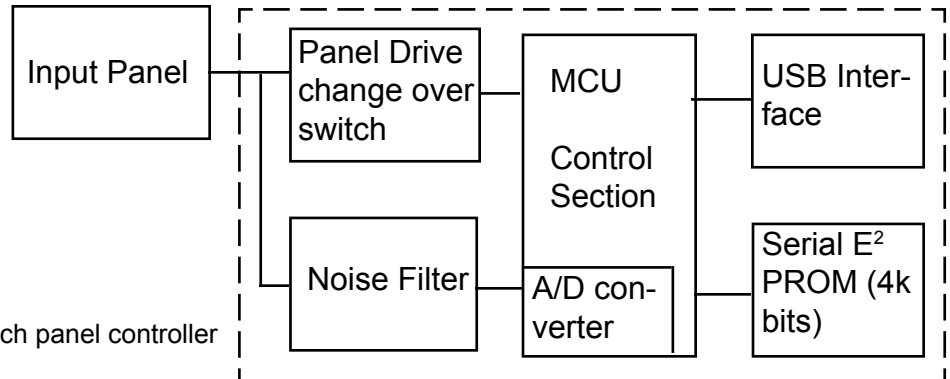 Input Panel
Panel Drive
change over
switch
MCU
Control
Section
USB Inter-
face
Noise Filter
A/D con-
verter
Serial E²
PROM (4k
bits)
panel controller